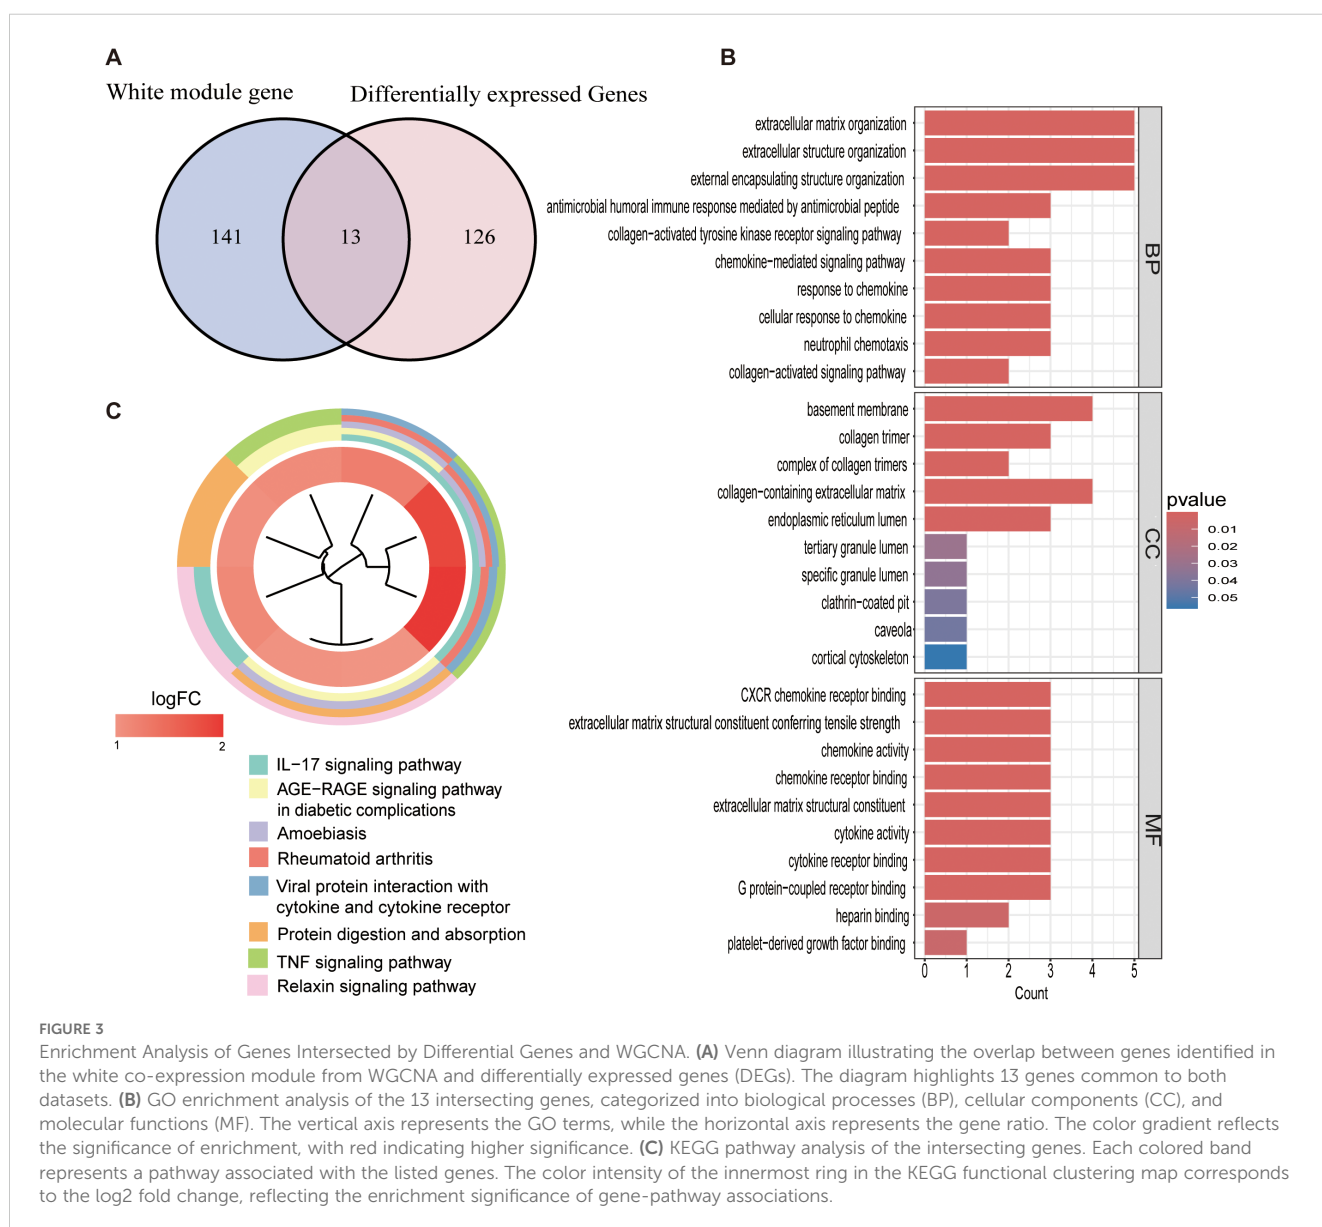 A
White module gene
Differentially expressed Genes
141
13
126
B
extracellular matrix organization
extracellular structure organization
external encapsulating structure organization
antimicrobial humoral immune response mediated by antimicrobial peptide
collagen−activated tyrosine kinase receptor signaling pathway
chemokine−mediated signaling pathway
response to chemokine
cellular response to chemokine
neutrophil chemotaxis
collagen−activated signaling pathway
BP
basement membrane
collagen trimer
complex of collagen trimers
collagen−containing extracellular matrix
endoplasmic reticulum lumen
tertiary granule lumen
specific granule lumen
clathrin−coated pit
caveola
cortical cytoskeleton
CC
CXCR chemokine receptor binding
extracellular matrix structural constituent conferring tensile strength
chemokine activity
chemokine receptor binding
extracellular matrix structural constituent
cytokine activity
cytokine receptor binding
G protein−coupled receptor binding
heparin binding
platelet−derived growth factor binding
MF
0 1 2 3 4 5
Count
pvalue
0.01
0.02
0.03
0.04
0.05
C
logFC
1 2
IL−17 signaling pathway
AGE−RAGE signaling pathway
in diabetic complications
Amoebiasis
Rheumatoid arthritis
Viral protein interaction with
cytokine and cytokine receptor
Protein digestion and absorption
TNF signaling pathway
Relaxin signaling pathway
FIGURE 3
Enrichment Analysis of Genes Intersected by Differential Genes and WGCNA. (A) Venn diagram illustrating the overlap between genes identified in
the white co-expression module from WGCNA and differentially expressed genes (DEGs). The diagram highlights 13 genes common to both
datasets. (B) GO enrichment analysis of the 13 intersecting genes, categorized into biological processes (BP), cellular components (CC), and
molecular functions (MF). The vertical axis represents the GO terms, while the horizontal axis represents the gene ratio. The color gradient reflects
the significance of enrichment, with red indicating higher significance. (C) KEGG pathway analysis of the intersecting genes. Each colored band
represents a pathway associated with the listed genes. The color intensity of the innermost ring in the KEGG functional clustering map corresponds
to the log2 fold change, reflecting the enrichment significance of gene-pathway associations.